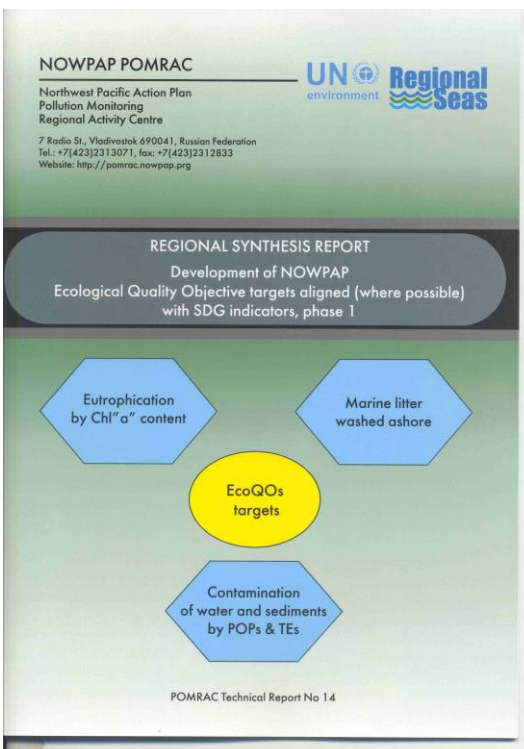 NOWPAP POMRAC
Northwest Pacific Action Plan
Pollution Monitoring
Regional Activity Centre
7 Radio St., Vladivostok 690041, Russian Federation
Tel.: +7(423)2313071, fax: +7(423)2312833
Website: http://pomrac.nowpap.prg
UN
environment
Regional
Seas
REGIONAL SYNTHESIS REPORT
Development of NOWPAP
Ecological Quality Objective targets aligned (where possible)
with SDG indicators, phase 1
Eutrophication
by Chl"a" content
Marine litter
washed ashore
EcoQOs
targets
Contamination
of water and sediments
by POPs & TEs
POMRAC Technical Report No 14